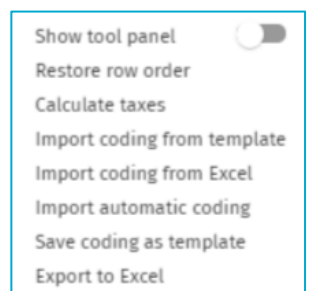 Show tool panel
Restore row order
Calculate taxes
Import coding from template
Import coding from Excel
Import automatic coding
Save coding as template
Export to Excel